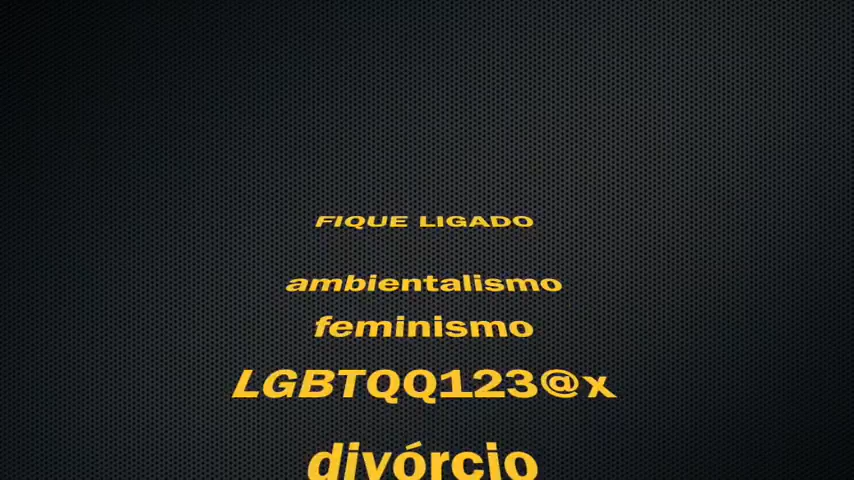 FIQUE LIGADO
ambientalismo
feminismo
LGBTQQ123@x
divórcio